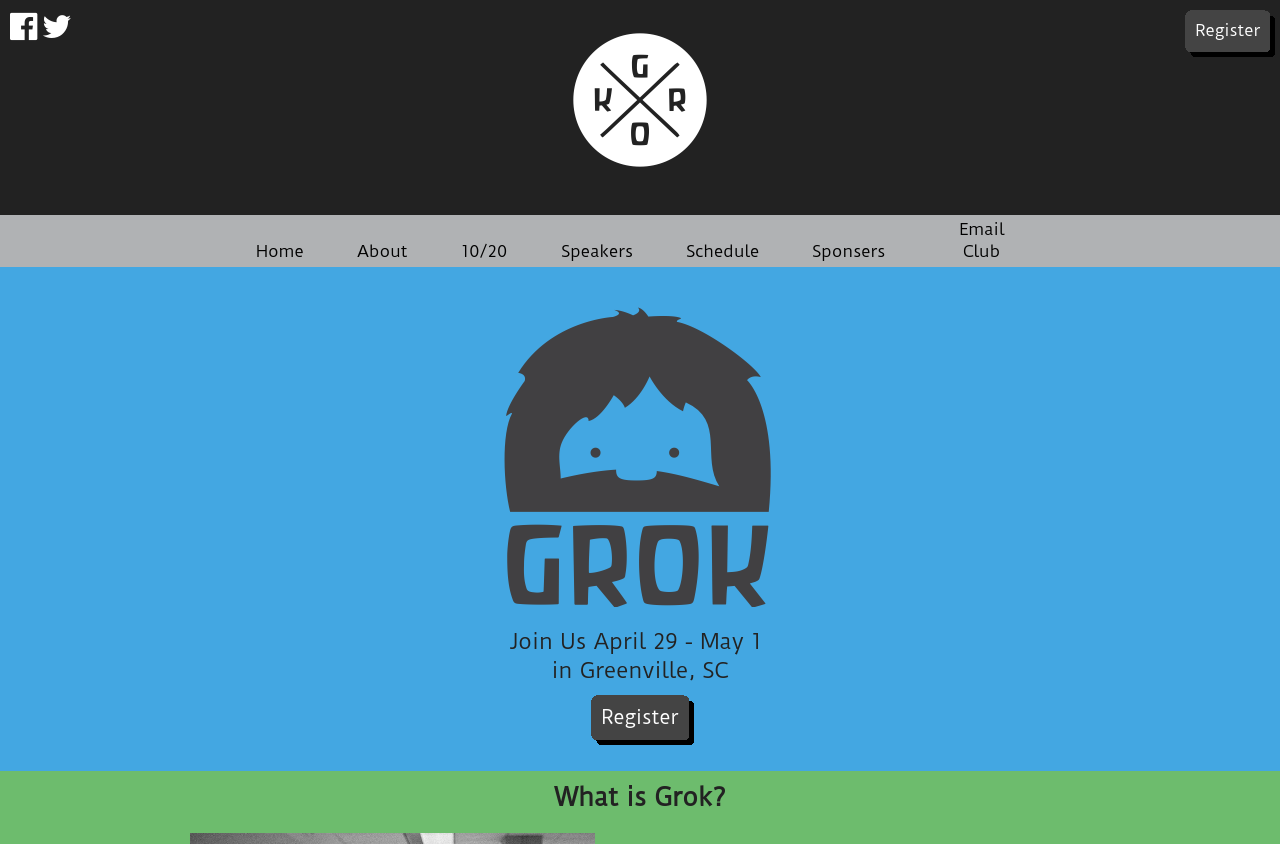 Register
G
K R
O
Home About 10/20 Speakers Schedule Sponsers Email Club
GROK
Join Us April 29 - May 1
in Greenville, SC
Register
What is Grok?